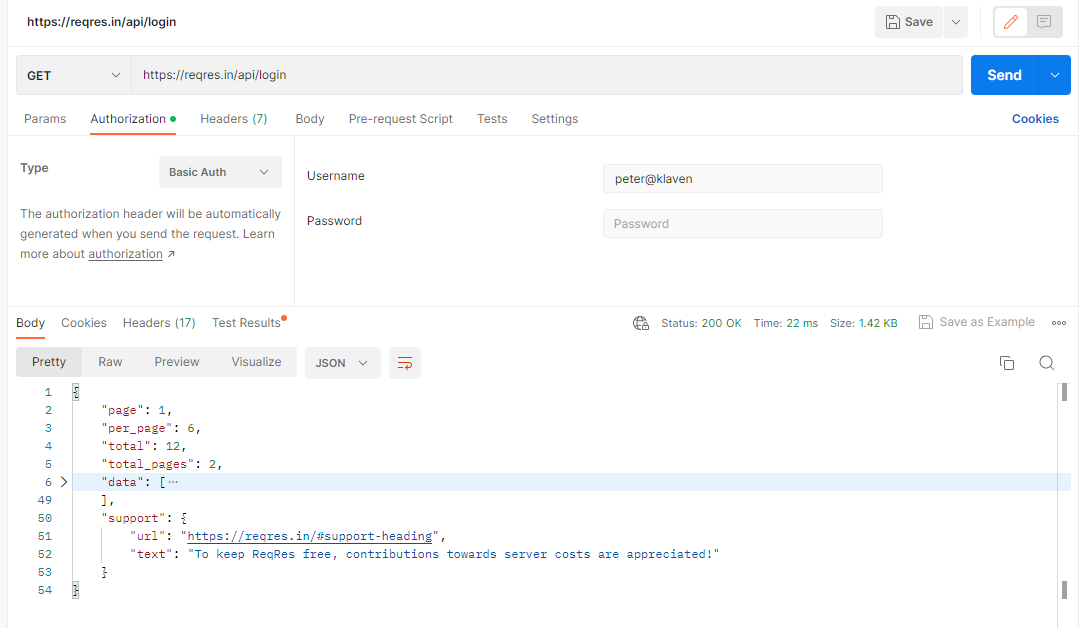 https://reqres.in/api/login
Save
GET
https://reqres.in/api/login
Send
Params Authorization Headers (7) Body Pre-request Script Tests Settings Cookies
Type
Basic Auth
The authorization header will be automatically
generated when you send the request. Learn
more about authorization ↗
Username
peter@klaven
Password
Password
Body Cookies Headers (17) Test Results
Status: 200 OK Time: 22 ms Size: 1.42 KB Save as Example
Pretty Raw Preview Visualize JSON
1 {
2 "page": 1,
3 "per_page": 6,
4 "total": 12,
5 "total_pages": 2,
6 "data": [⋯
49 ],
50 "support": {
51 "url": "https://reqres.in/#support-heading",
52 "text": "To keep ReqRes free, contributions towards server costs are appreciated!"
53 }
54 }